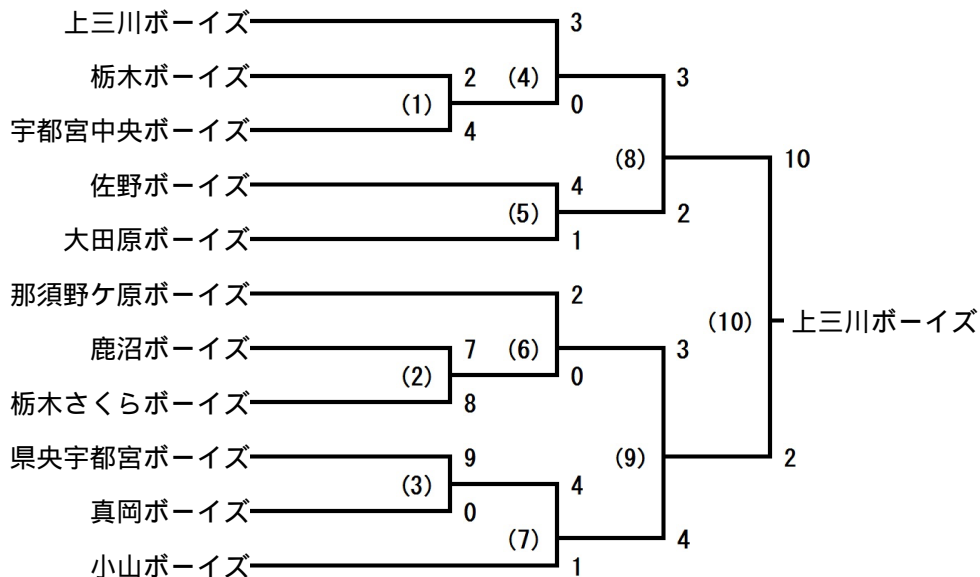 上三川ボーイズ 3
栃木ボーイズ 2 (4) 3
(1) 0
宇都宮中央ボーイズ 4
(8) 10
佐野ボーイズ 4
(5) 2
大田原ボーイズ 1
那須野ケ原ボーイズ 2
(10) 上三川ボーイズ
鹿沼ボーイズ 7 (6) 3
(2) 0
栃木さくらボーイズ 8
県央宇都宮ボーイズ 9 (9) 2
(3) 4
真岡ボーイズ 0
(7) 4
小山ボーイズ 1